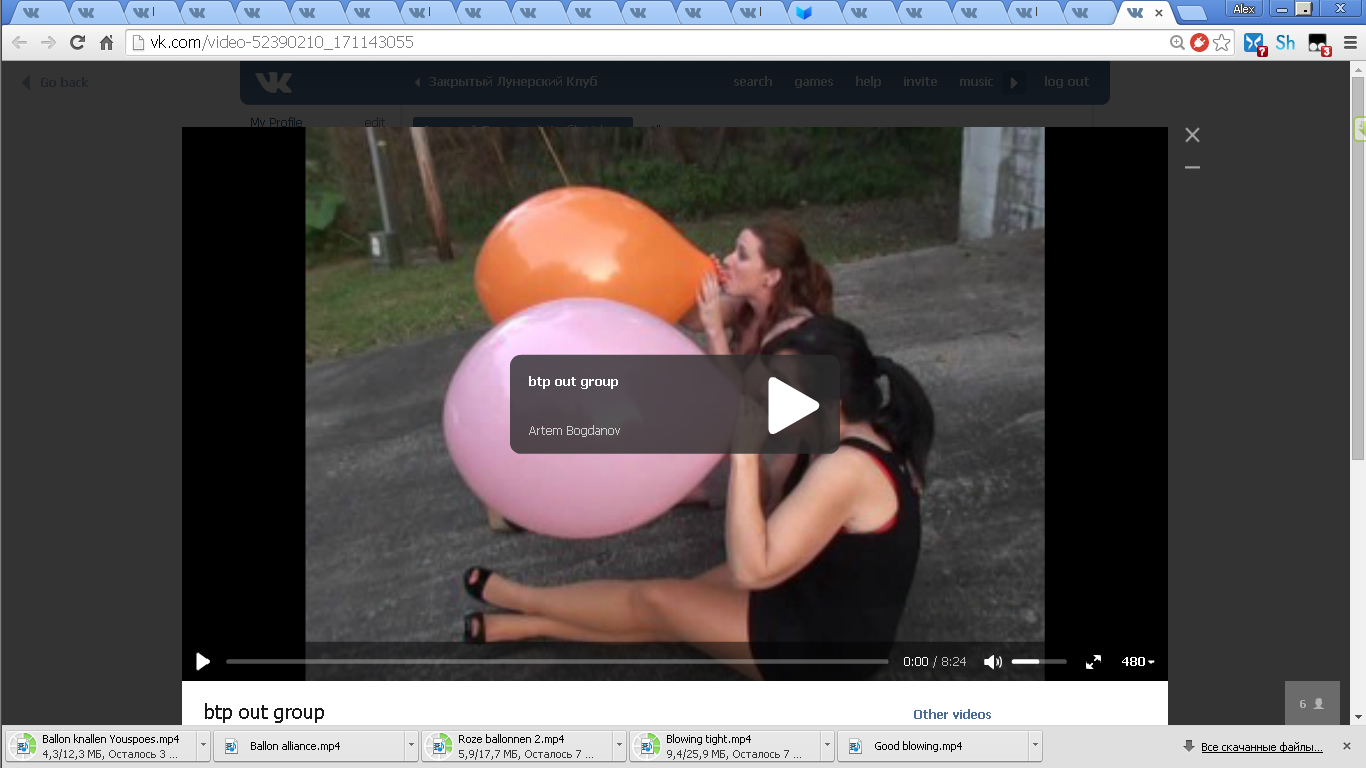 Alex
vk.com/video-52390210_171143055
Sh
?
3
Go back
Закрытый Лунерский Клуб
search
games
help
invite
music
log out
My Profile
edit
btp out group
Artem Bogdanov
0:00 / 8:24
480
btp out group
Other videos
6
Ballon knallen Youspoes.mp4
4,3/12,3 МБ, Осталось 3 ...
Ballon alliance.mp4
Roze ballonnen 2.mp4
5,9/17,7 МБ, Осталось 7 ...
Blowing tight.mp4
9,4/25,9 МБ, Осталось 7 ...
Good blowing.mp4
Все скачанные файлы...